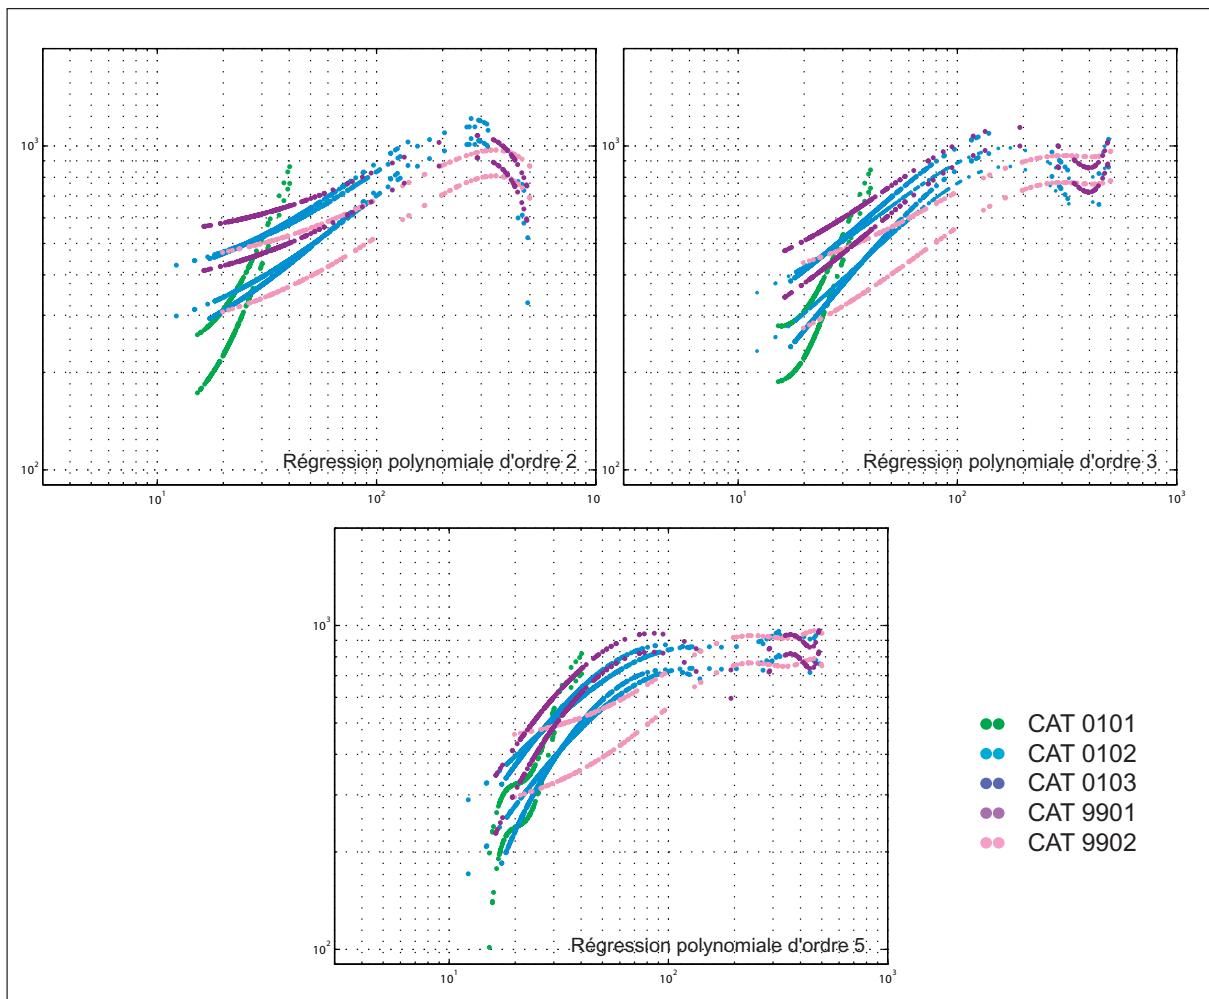 10³
10²
10¹
10²
10
Régression polynomiale d'ordre 2
10³
10²
10¹
10²
10³
Régression polynomiale d'ordre 3
10³
10²
10¹
10²
10³
Régression polynomiale d'ordre 5
CAT 0101
CAT 0102
CAT 0103
CAT 9901
CAT 9902